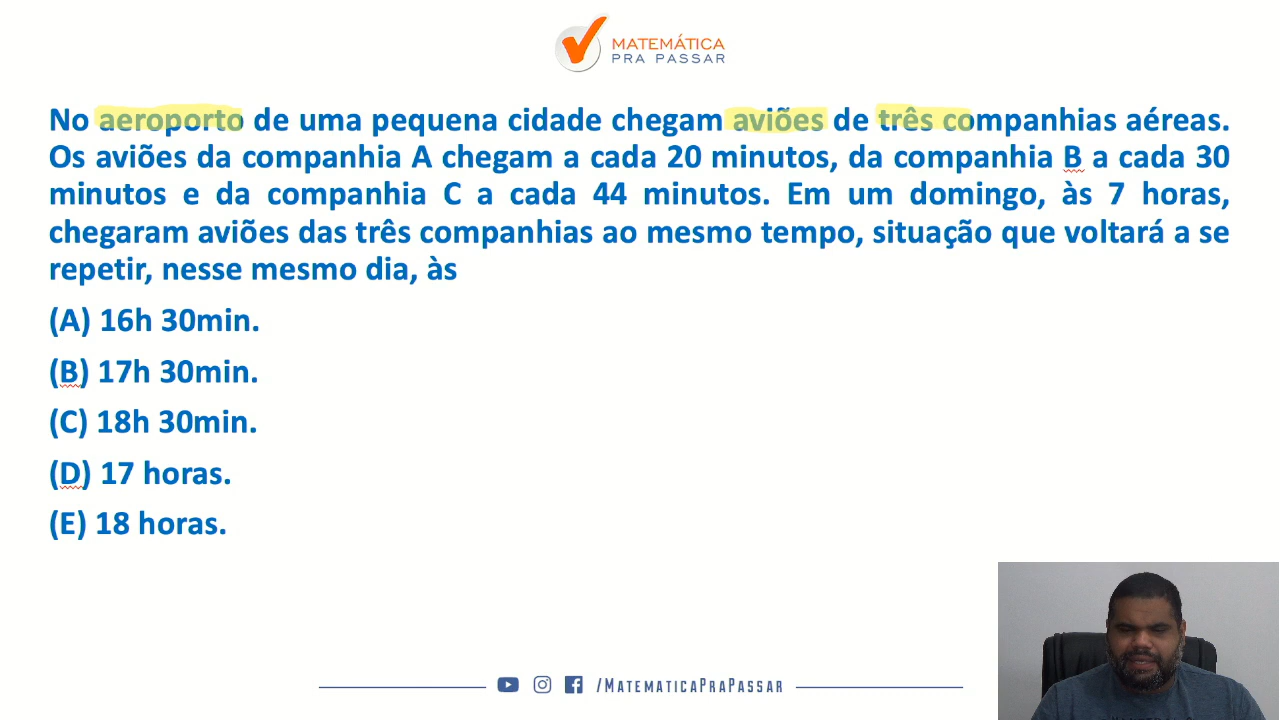 MATEMÁTICA
PRA PASSAR
No aeroporto de uma pequena cidade chegam aviões de três companhias aéreas.
Os aviões da companhia A chegam a cada 20 minutos, da companhia B a cada 30
minutos e da companhia C a cada 44 minutos. Em um domingo, às 7 horas,
chegaram aviões das três companhias ao mesmo tempo, situação que voltará a se
repetir, nesse mesmo dia, às
(A) 16h 30min.
(B) 17h 30min.
(C) 18h 30min.
(D) 17 horas.
(E) 18 horas.
/MATEMATICAPRAPASSAR